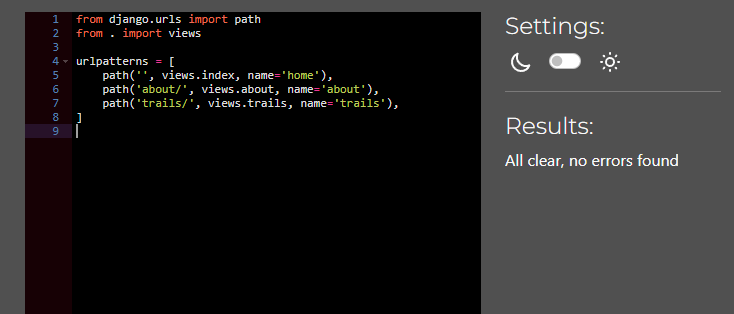 1 from django.urls import path
2 from . import views
3
4 urlpatterns = [
5     path('', views.index, name='home'),
6     path('about/', views.about, name='about'),
7     path('trails/', views.trails, name='trails'),
8 ]
9
Settings:
Results:
All clear, no errors found